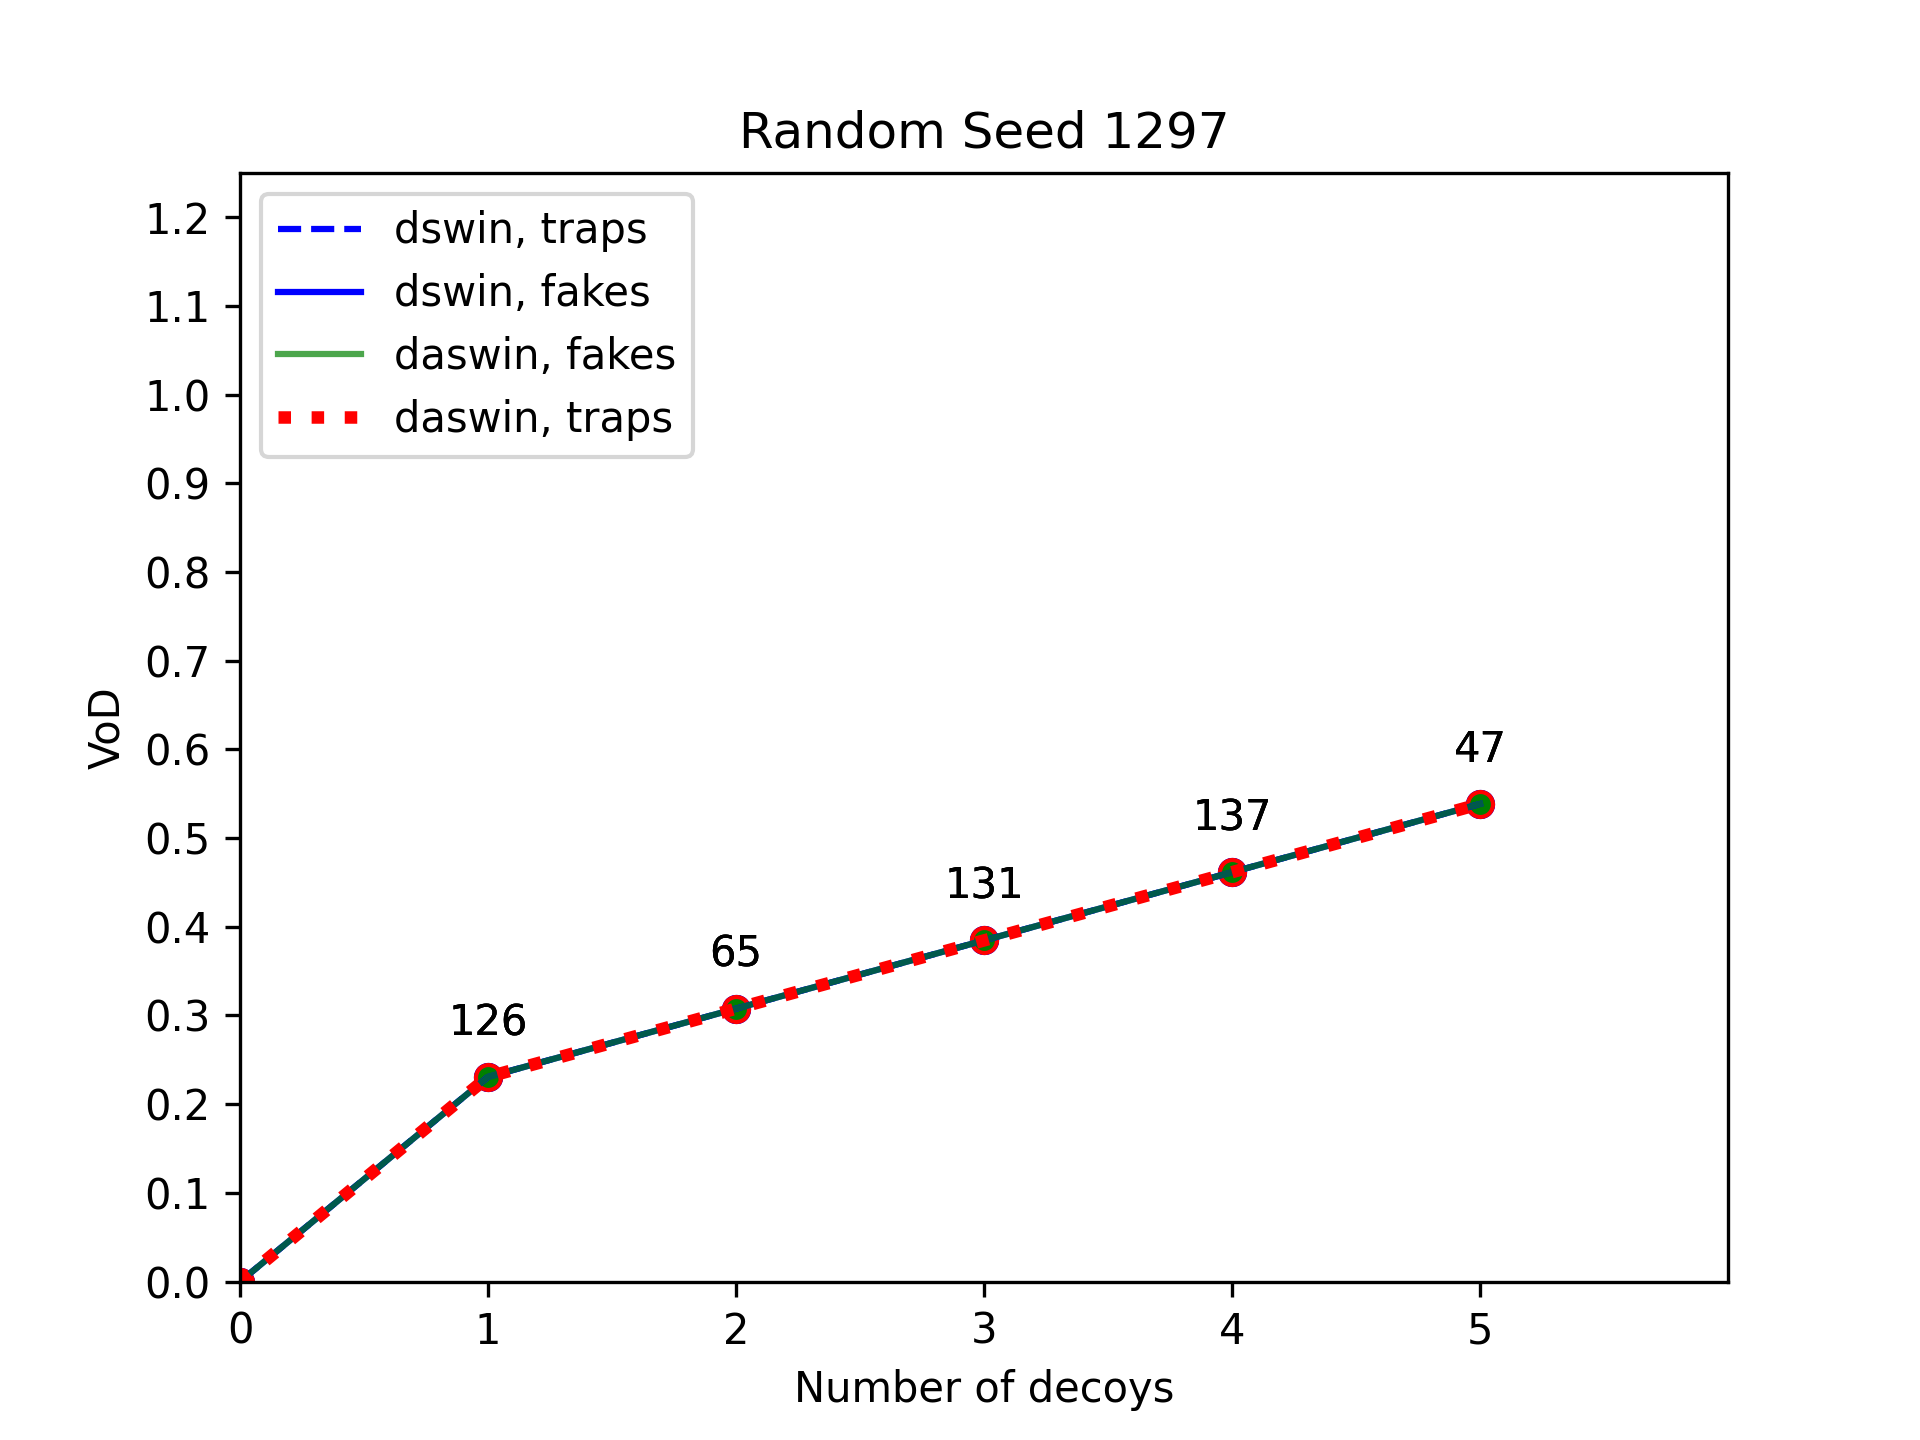 Random Seed 1297
dswin, traps
dswin, fakes
daswin, fakes
daswin, traps
1.2
1.1
1.0
0.9
0.8
0.7
0.6
0.5
0.4
0.3
0.2
0.1
0.0
VoD
126
65
131
137
47
0 1 2 3 4 5
Number of decoys